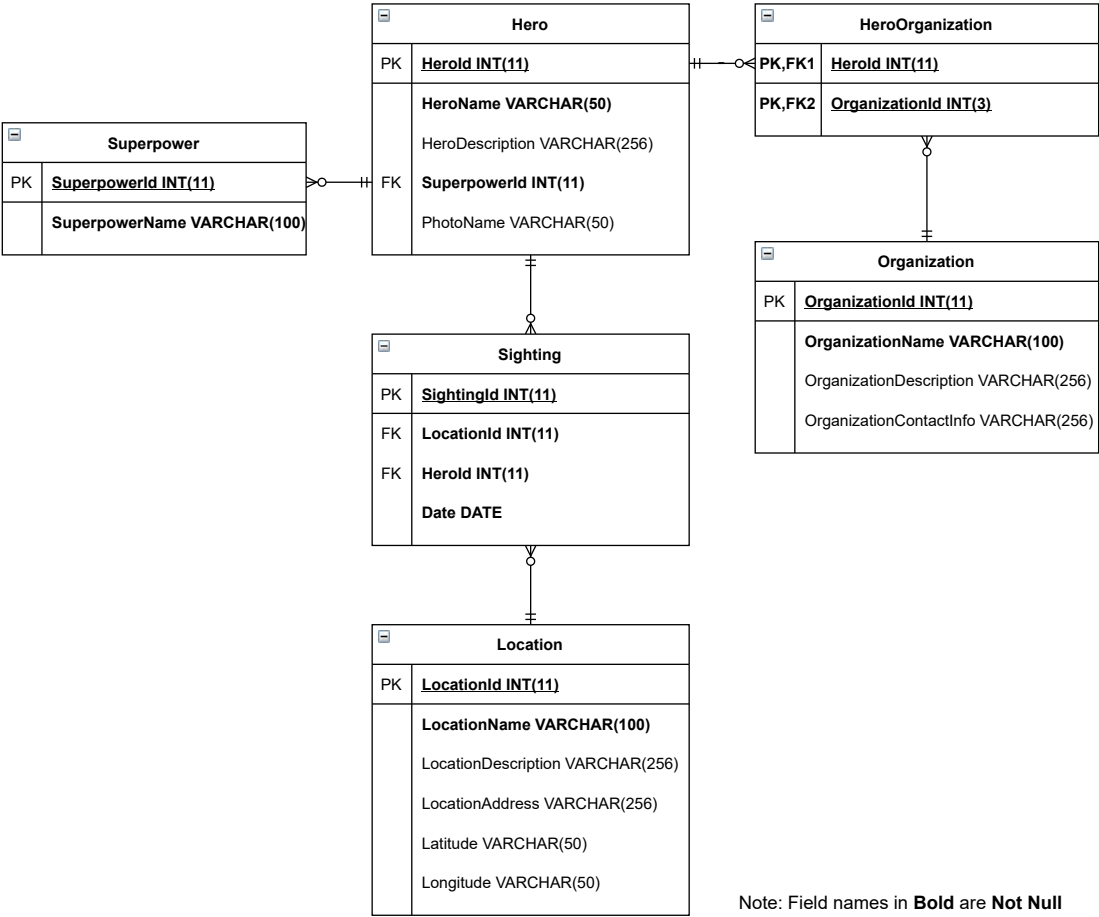 Hero
PK HeroId INT(11)
HeroName VARCHAR(50)
HeroDescription VARCHAR(256)
FK SuperpowerId INT(11)
PhotoName VARCHAR(50)
HeroOrganization
PK,FK1 HeroId INT(11)
PK,FK2 OrganizationId INT(3)
Superpower
PK SuperpowerId INT(11)
SuperpowerName VARCHAR(100)
Organization
PK OrganizationId INT(11)
OrganizationName VARCHAR(100)
OrganizationDescription VARCHAR(256)
OrganizationContactInfo VARCHAR(256)
Sighting
PK SightingId INT(11)
FK LocationId INT(11)
FK HeroId INT(11)
Date DATE
Location
PK LocationId INT(11)
LocationName VARCHAR(100)
LocationDescription VARCHAR(256)
LocationAddress VARCHAR(256)
Latitude VARCHAR(50)
Longitude VARCHAR(50)
Note: Field names in Bold are Not Null